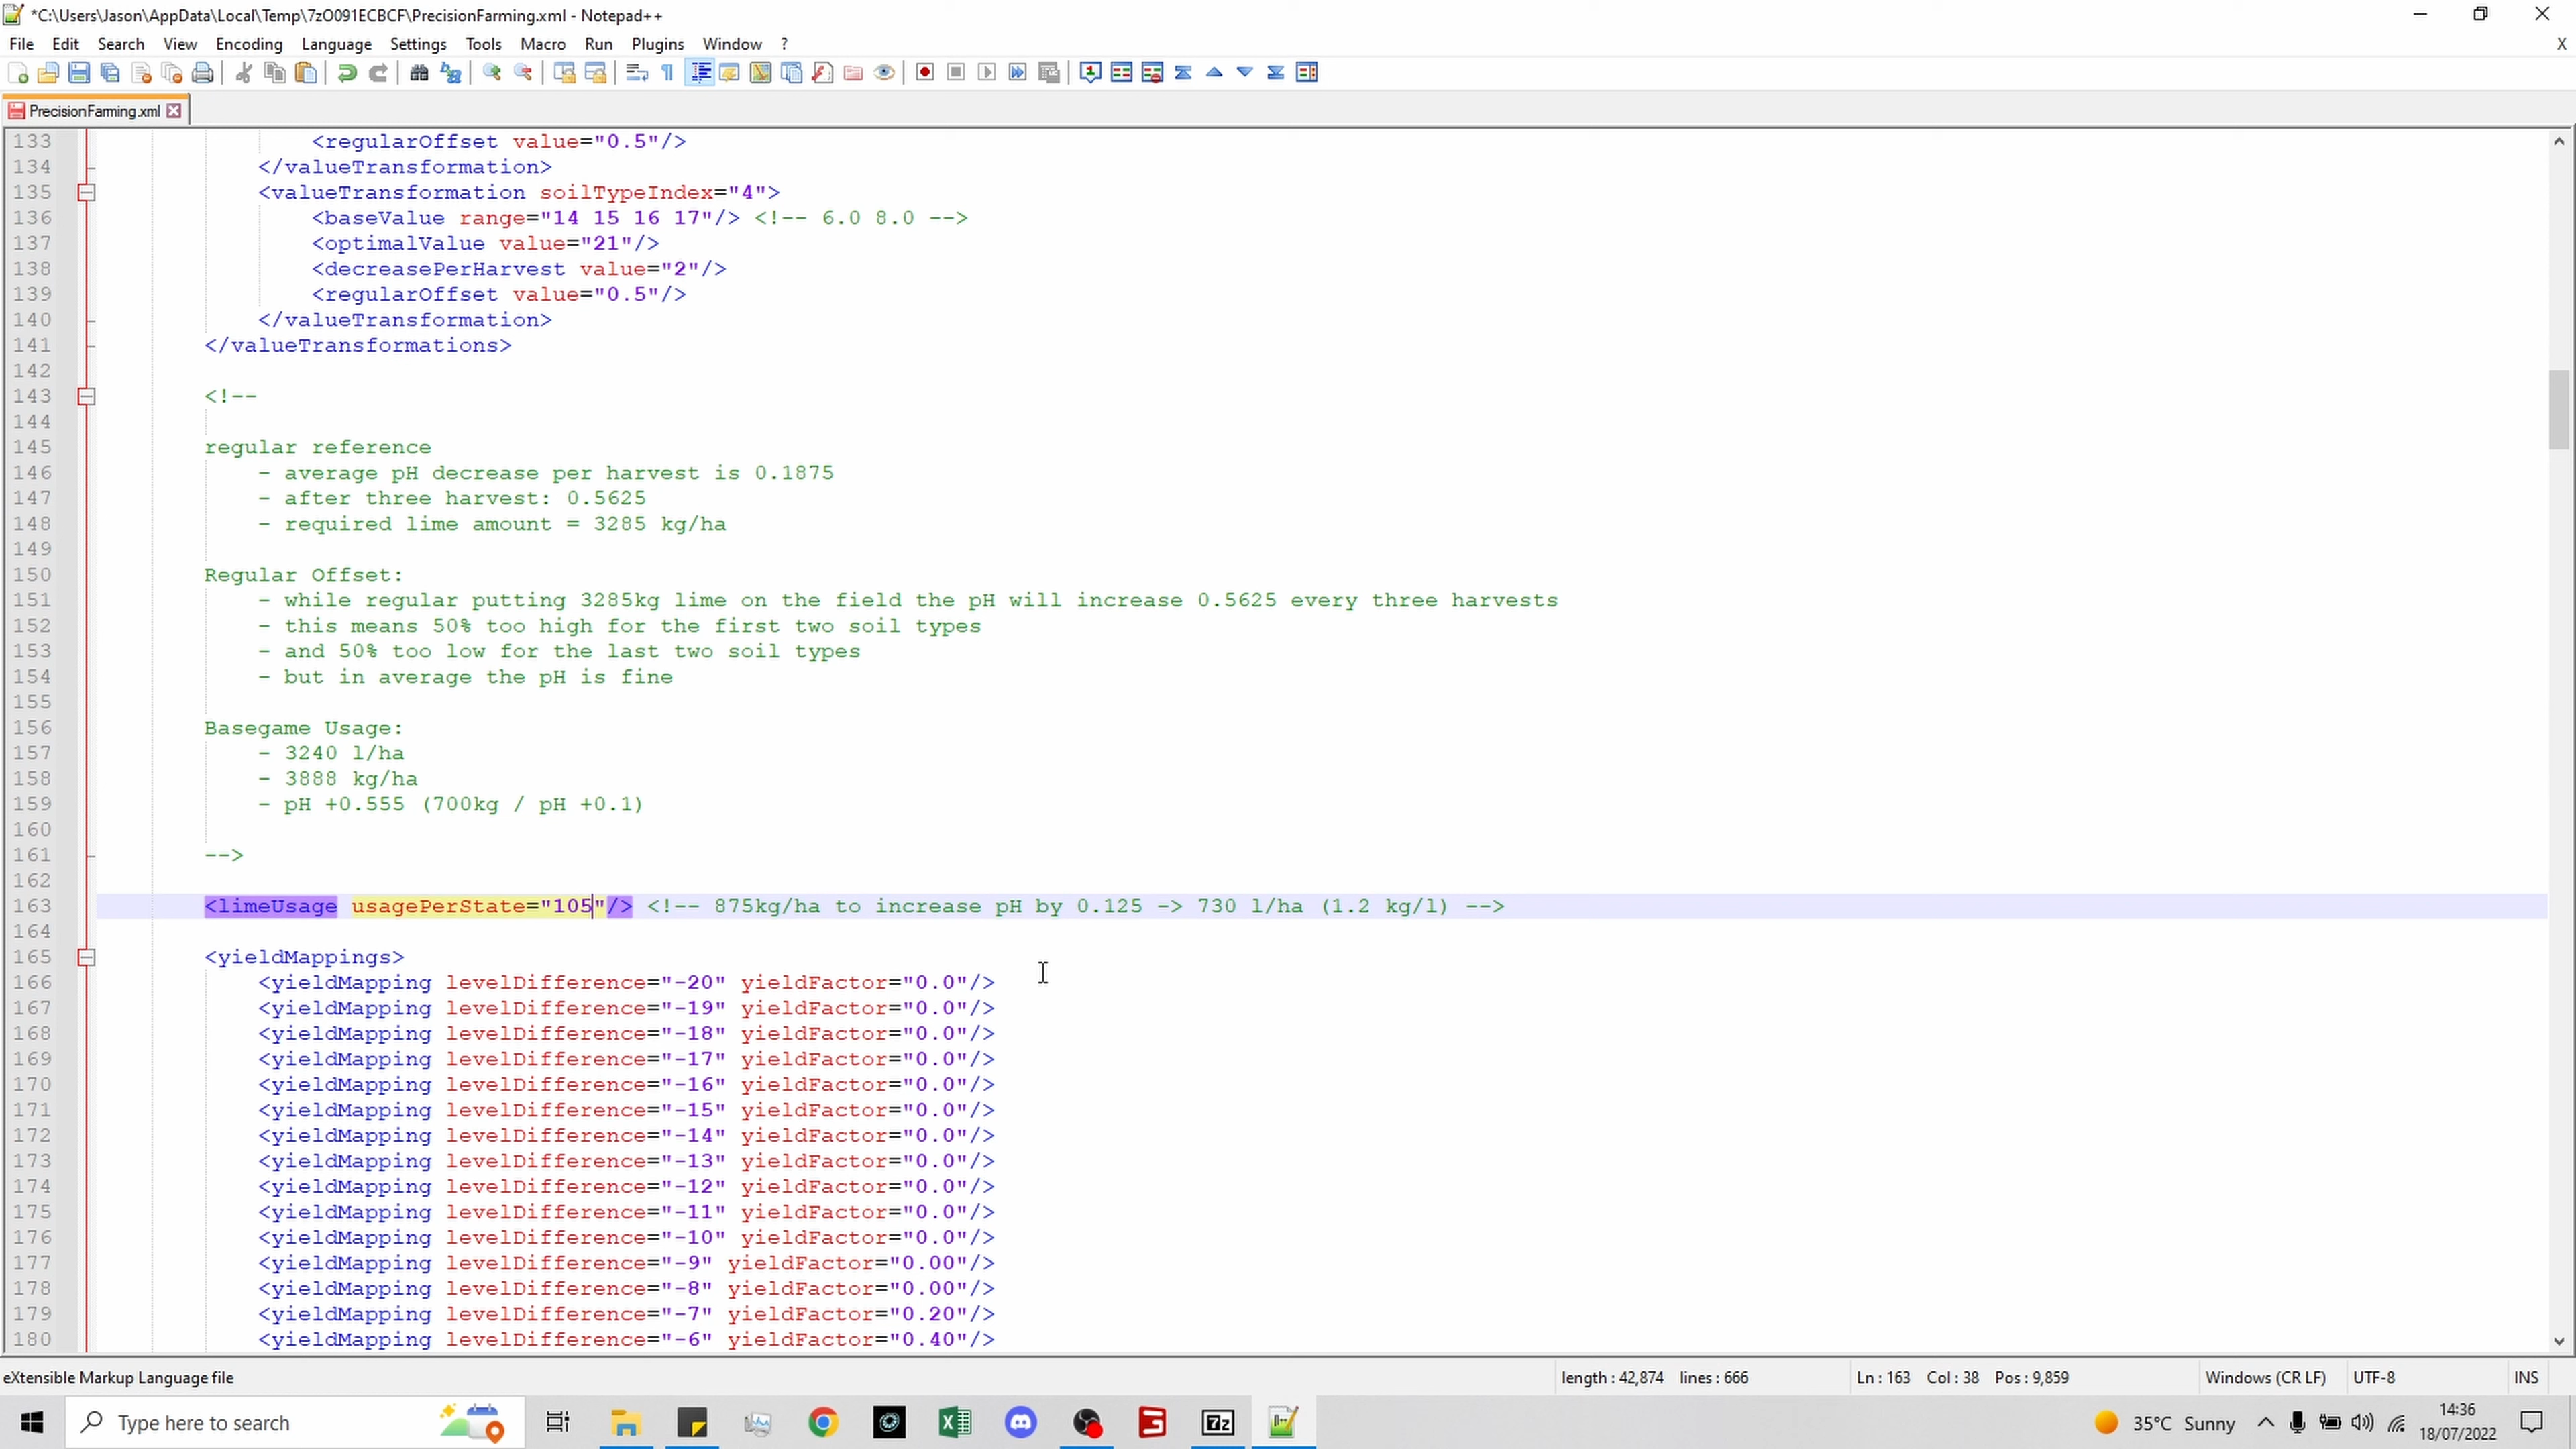 *C:\Users\Jason\AppData\Local\Temp\7zO091ECBCF\PrecisionFarming.xml - Notepad++
File Edit Search View Encoding Language Settings Tools Macro Run Plugins Window ? X
PrecisionFarming.xml
133 <regularOffset value="0.5"/>
134 </valueTransformation>
135 <valueTransformation soilTypeIndex="4">
136 <baseValue range="14 15 16 17"/> <!-- 6.0 8.0 -->
137 <optimalValue value="21"/>
138 <decreasePerHarvest value="2"/>
139 <regularOffset value="0.5"/>
140 </valueTransformation>
141 </valueTransformations>
142
143 <!--
144
145 regular reference
146 - average pH decrease per harvest is 0.1875
147 - after three harvest: 0.5625
148 - required lime amount = 3285 kg/ha
149
150 Regular Offset:
151 - while regular putting 3285kg lime on the field the pH will increase 0.5625 every three harvests
152 - this means 50% too high for the first two soil types
153 - and 50% too low for the last two soil types
154 - but in average the pH is fine
155
156 Basegame Usage:
157 - 3240 l/ha
158 - 3888 kg/ha
159 - pH +0.555 (700kg / pH +0.1)
160
161 -->
162
163 <limeUsage usagePerState="105"/> <!-- 875kg/ha to increase pH by 0.125 -> 730 l/ha (1.2 kg/l) -->
164
165 <yieldMappings>
166 <yieldMapping levelDifference="-20" yieldFactor="0.0"/>
167 <yieldMapping levelDifference="-19" yieldFactor="0.0"/>
168 <yieldMapping levelDifference="-18" yieldFactor="0.0"/>
169 <yieldMapping levelDifference="-17" yieldFactor="0.0"/>
170 <yieldMapping levelDifference="-16" yieldFactor="0.0"/>
171 <yieldMapping levelDifference="-15" yieldFactor="0.0"/>
172 <yieldMapping levelDifference="-14" yieldFactor="0.0"/>
173 <yieldMapping levelDifference="-13" yieldFactor="0.0"/>
174 <yieldMapping levelDifference="-12" yieldFactor="0.0"/>
175 <yieldMapping levelDifference="-11" yieldFactor="0.0"/>
176 <yieldMapping levelDifference="-10" yieldFactor="0.0"/>
177 <yieldMapping levelDifference="-9" yieldFactor="0.00"/>
178 <yieldMapping levelDifference="-8" yieldFactor="0.00"/>
179 <yieldMapping levelDifference="-7" yieldFactor="0.20"/>
180 <yieldMapping levelDifference="-6" yieldFactor="0.40"/>
eXtensible Markup Language file length : 42,874 lines : 666 Ln : 163 Col : 38 Pos : 9,859 Windows (CR LF) UTF-8 INS
Type here to search 7z 35°C Sunny 14:36
18/07/2022